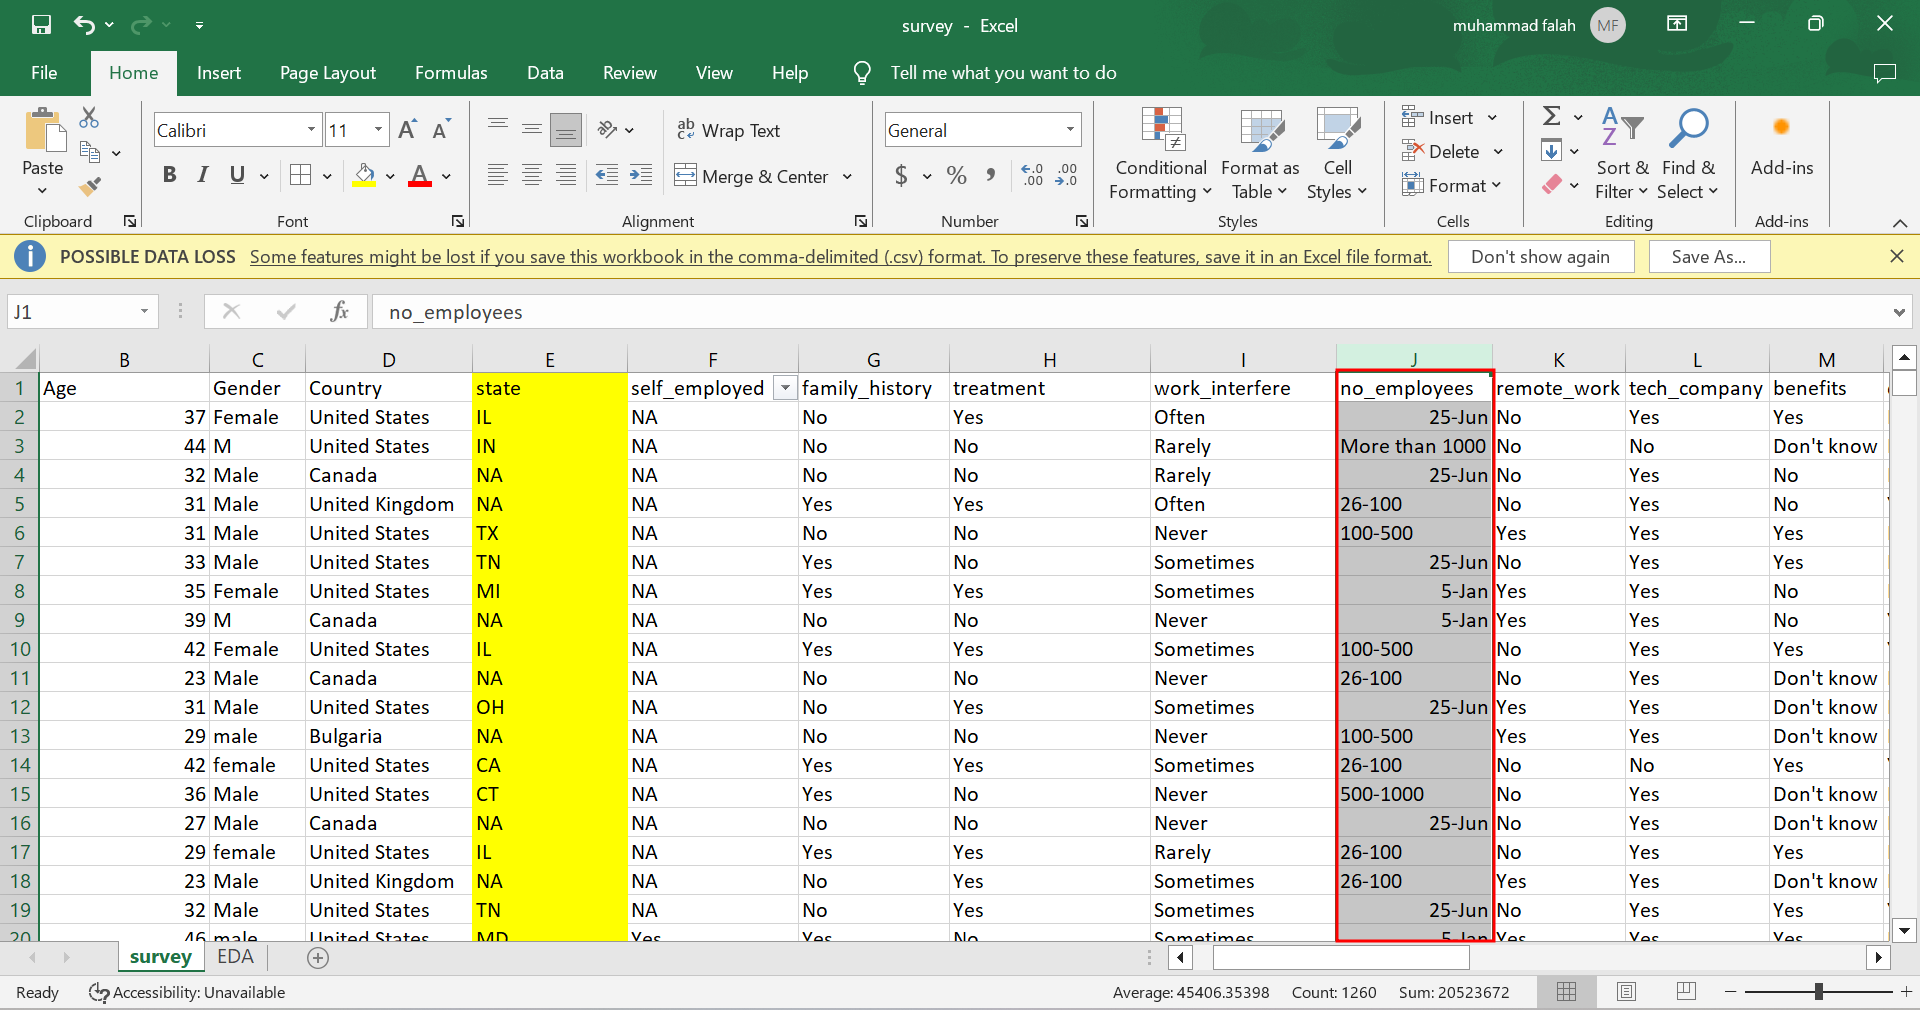 survey - Excel
muhammad falah MF
File Home Insert Page Layout Formulas Data Review View Help Tell me what you want to do
Calibri 11 Wrap Text General Insert
Paste Conditional Format as Cell Delete Sort & Find & Add-ins
B I U Merge & Center $ % Formatting Table Styles Format Filter Select
Clipboard Font Alignment Number Styles Cells Editing Add-ins
POSSIBLE DATA LOSS Some features might be lost if you save this workbook in the comma-delimited (.csv) format. To preserve these features, save it in an Excel file format. Don't show again Save As...
J1 fx no_employees
B C D E F G H I J K L M
1 Age Gender Country state self_employed family_history treatment work_interfere no_employees remote_work tech_company benefits
2 37 Female United States IL NA No Yes Often 25-Jun No Yes Yes
3 44 M United States IN NA No No Rarely More than 1000 No No Don't know
4 32 Male Canada NA NA No No Rarely 25-Jun No Yes No
5 31 Male United Kingdom NA NA Yes Yes Often 26-100 No Yes No
6 31 Male United States TX NA No No Never 100-500 Yes Yes Yes
7 33 Male United States TN NA Yes No Sometimes 25-Jun No Yes Yes
8 35 Female United States MI NA Yes Yes Sometimes 5-Jan Yes Yes No
9 39 M Canada NA NA No No Never 5-Jan Yes Yes No
10 42 Female United States IL NA Yes Yes Sometimes 100-500 No Yes Yes
11 23 Male Canada NA NA No No Never 26-100 No Yes Don't know
12 31 Male United States OH NA No Yes Sometimes 25-Jun Yes Yes Don't know
13 29 male Bulgaria NA NA No No Never 100-500 Yes Yes Don't know
14 42 female United States CA NA Yes Yes Sometimes 26-100 No No Yes
15 36 Male United States CT NA Yes No Never 500-1000 No Yes Don't know
16 27 Male Canada NA NA No No Never 25-Jun No Yes Don't know
17 29 female United States IL NA Yes Yes Rarely 26-100 No Yes Yes
18 23 Male United Kingdom NA NA No Yes Sometimes 26-100 Yes Yes Don't know
19 32 Male United States TN NA No Yes Sometimes 25-Jun No Yes Yes
20 46 male United States MD Yes Yes No Sometimes 5-Jan Yes Yes Yes
survey EDA
Ready Accessibility: Unavailable Average: 45406.35398 Count: 1260 Sum: 20523672